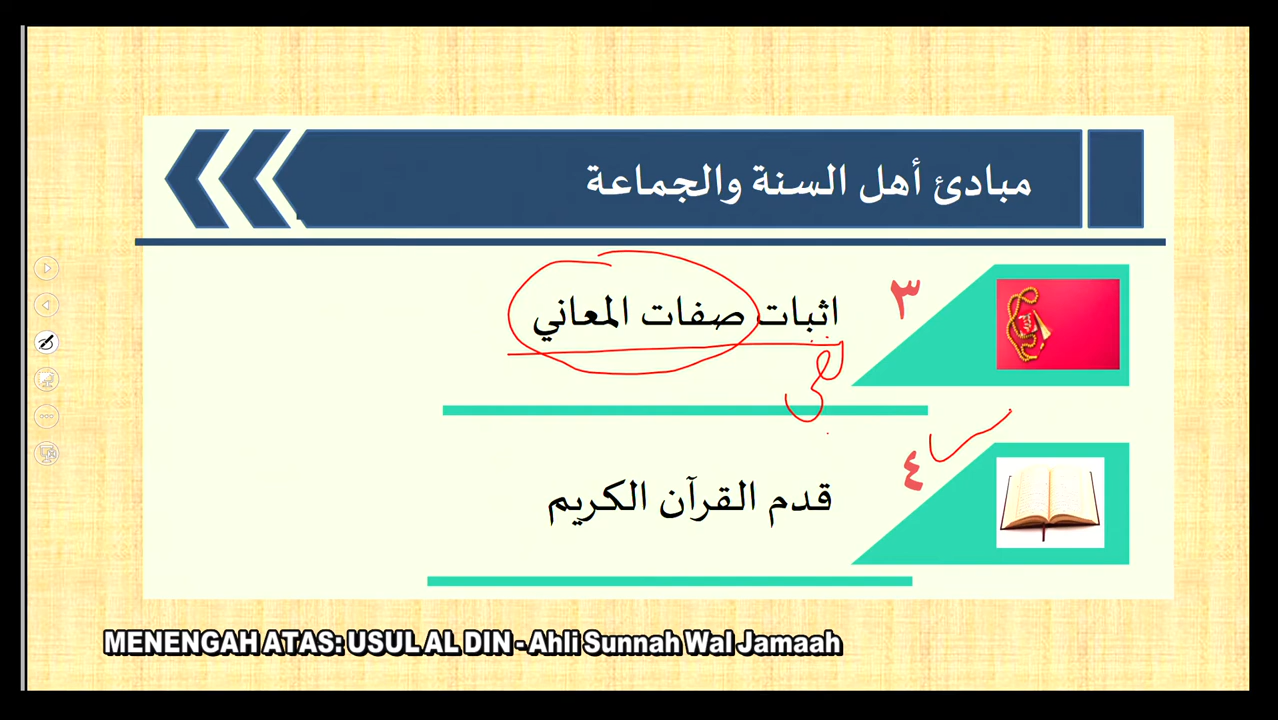 مبادئ أهل السنة والجماعة
٣
اثبات صفات المعاني
٤
قدم القرآن الكريم
MENENGAH ATAS: USUL AL DIN - Ahli Sunnah Wal Jamaah